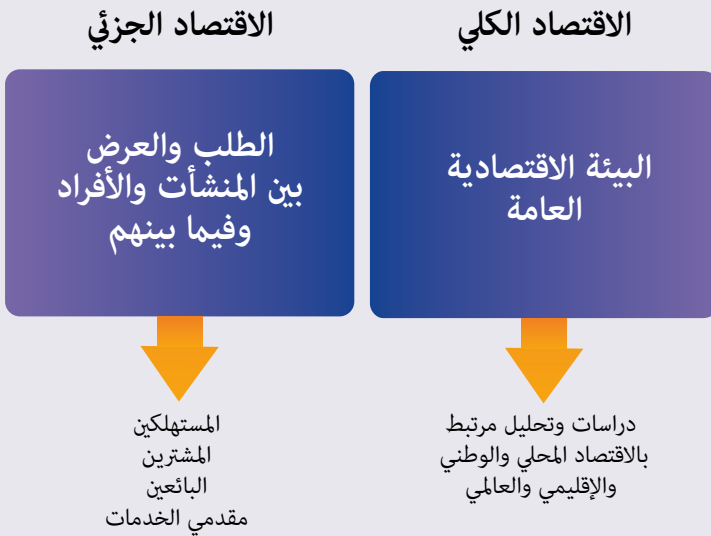 الاقتصاد الكلي
البيئة الاقتصادية
العامة
دراسات وتحليل مرتبط
بالاقتصاد المحلي والوطني
والإقليمي والعالمي
الاقتصاد الجزئي
الطلب والعرض
بين المنشأت والأفراد
وفيما بينهم
المستهلكين
المشترين
البائعين
مقدمي الخدمات